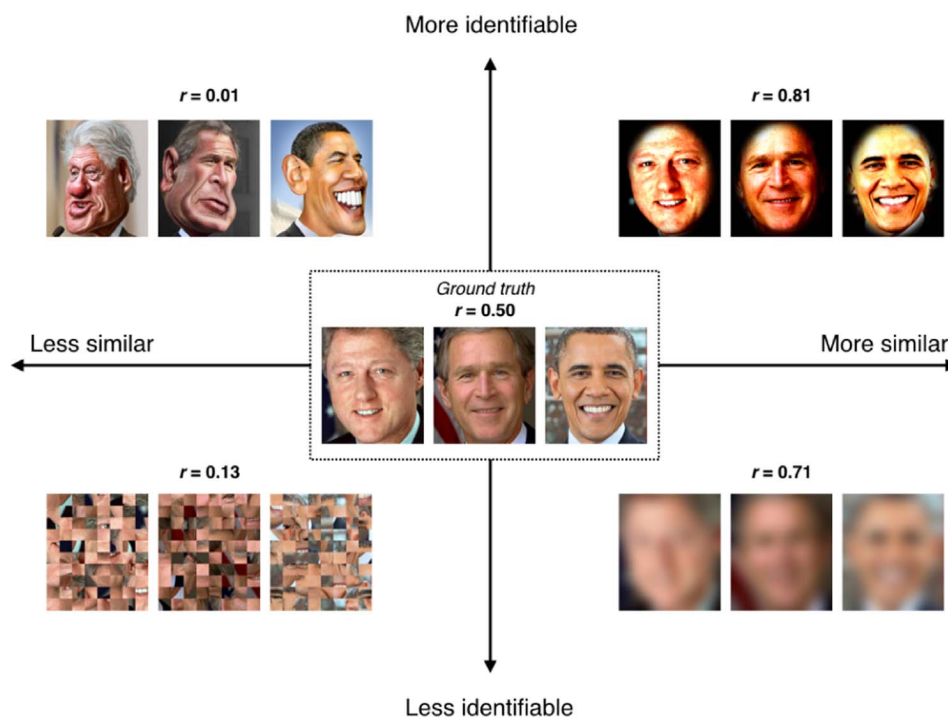 More identifiable
r = 0.01
r = 0.81
Ground truth
r = 0.50
Less similar
More similar
r = 0.13
r = 0.71
Less identifiable